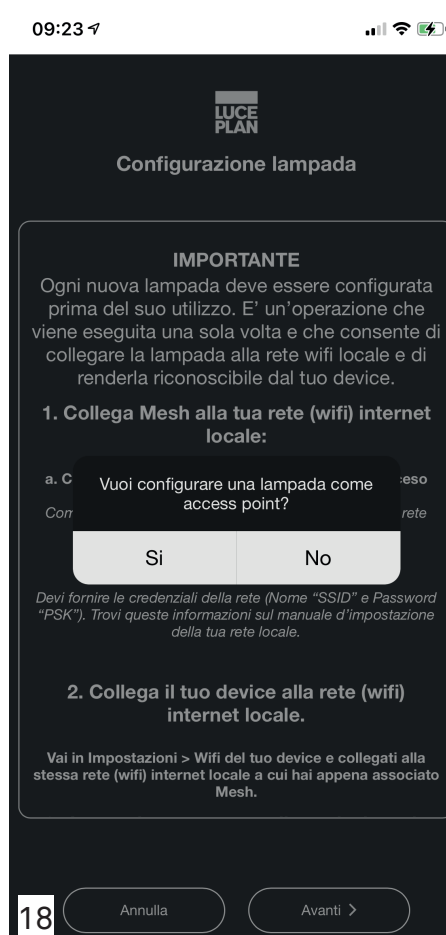 09:23
LUCE
PLAN
Configurazione lampada
IMPORTANTE
Ogni nuova lampada deve essere configurata
prima del suo utilizzo. E' un'operazione che
viene eseguita una sola volta e che consente di
collegare la lampada alla rete wifi locale e di
renderla riconoscibile dal tuo device.
1. Collega Mesh alla tua rete (wifi) internet
locale:
a. C
eso
Vuoi configurare una lampada come
access point?
rete
Si No
Devi fornire le credenziali della rete (Nome “SSID” e Password
“PSK”). Trovi queste informazioni sul manuale d’impostazione
della tua rete locale.
2. Collega il tuo device alla rete (wifi)
internet locale.
Vai in Impostazioni > Wifi del tuo device e collegati alla
stessa rete (wifi) internet locale a cui hai appena associato
Mesh.
18 Annulla Avanti >